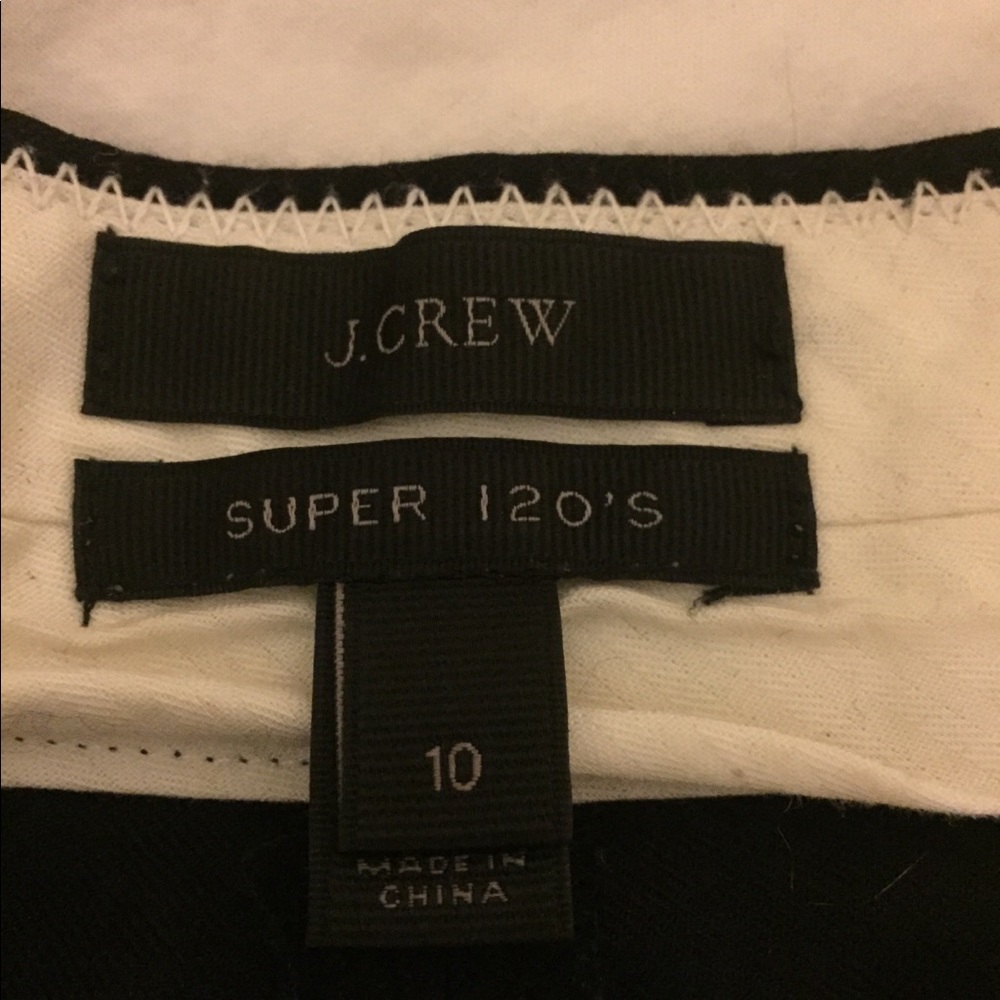 J.CREW
SUPER 120'S
10
MADE IN
CHINA